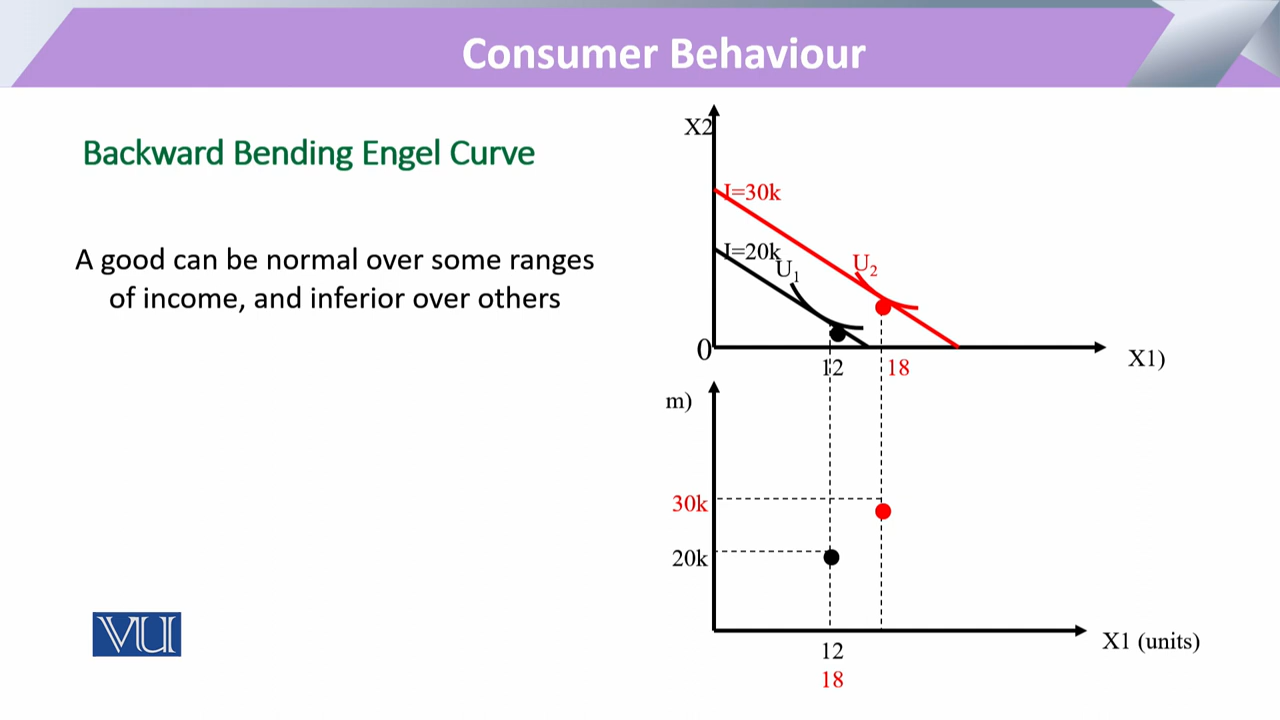 Consumer Behaviour
Backward Bending Engel Curve
A good can be normal over some ranges
of income, and inferior over others
X2
I=30k
I=20k
U1
U2
0
12
18
X1)
m)
30k
20k
12
18
X1 (units)
VU